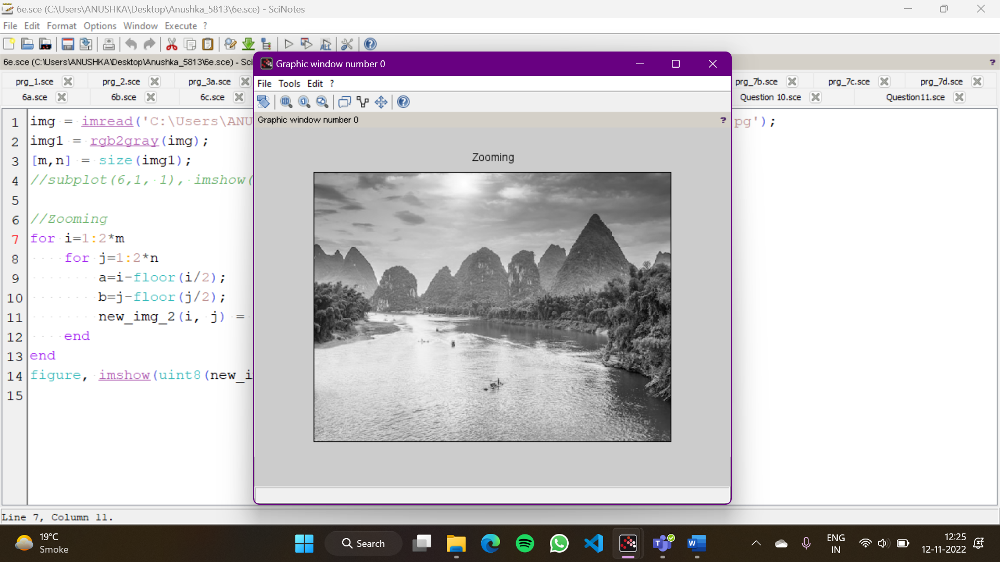 6e.sce (C:\Users\ANUSHKA\Desktop\Anushka_5813\6e.sce) - SciNotes
File Edit Format Options Window Execute ?
6e.sce (C:\Users\ANUSHKA\Desktop\Anushka_5813\6e.sce) - Sci
?
prg_1.sce prg_2.sce prg_3a.sce prg_7b.sce prg_7c.sce prg_7d.sce
6a.sce 6b.sce 6c.sce Question 10.sce Question11.sce
Graphic window number 0
File Tools Edit ?
Graphic window number 0
?
Zooming
1 img = imread('C:\Users\ANU pg');
2 img1 = rgb2gray(img);
3 [m,n] = size(img1);
4 //subplot(6,1, 1), imshow(
5
6 //Zooming
7 for i=1:2*m
8 for j=1:2*n
9 a=i-floor(i/2);
10 b=j-floor(j/2);
11 new_img_2(i, j) =
12 end
13 end
14 figure, imshow(uint8(new_i
15
Line 7, Column 11.
19°C
Smoke
Search
ENG
IN
12:25
12-11-2022